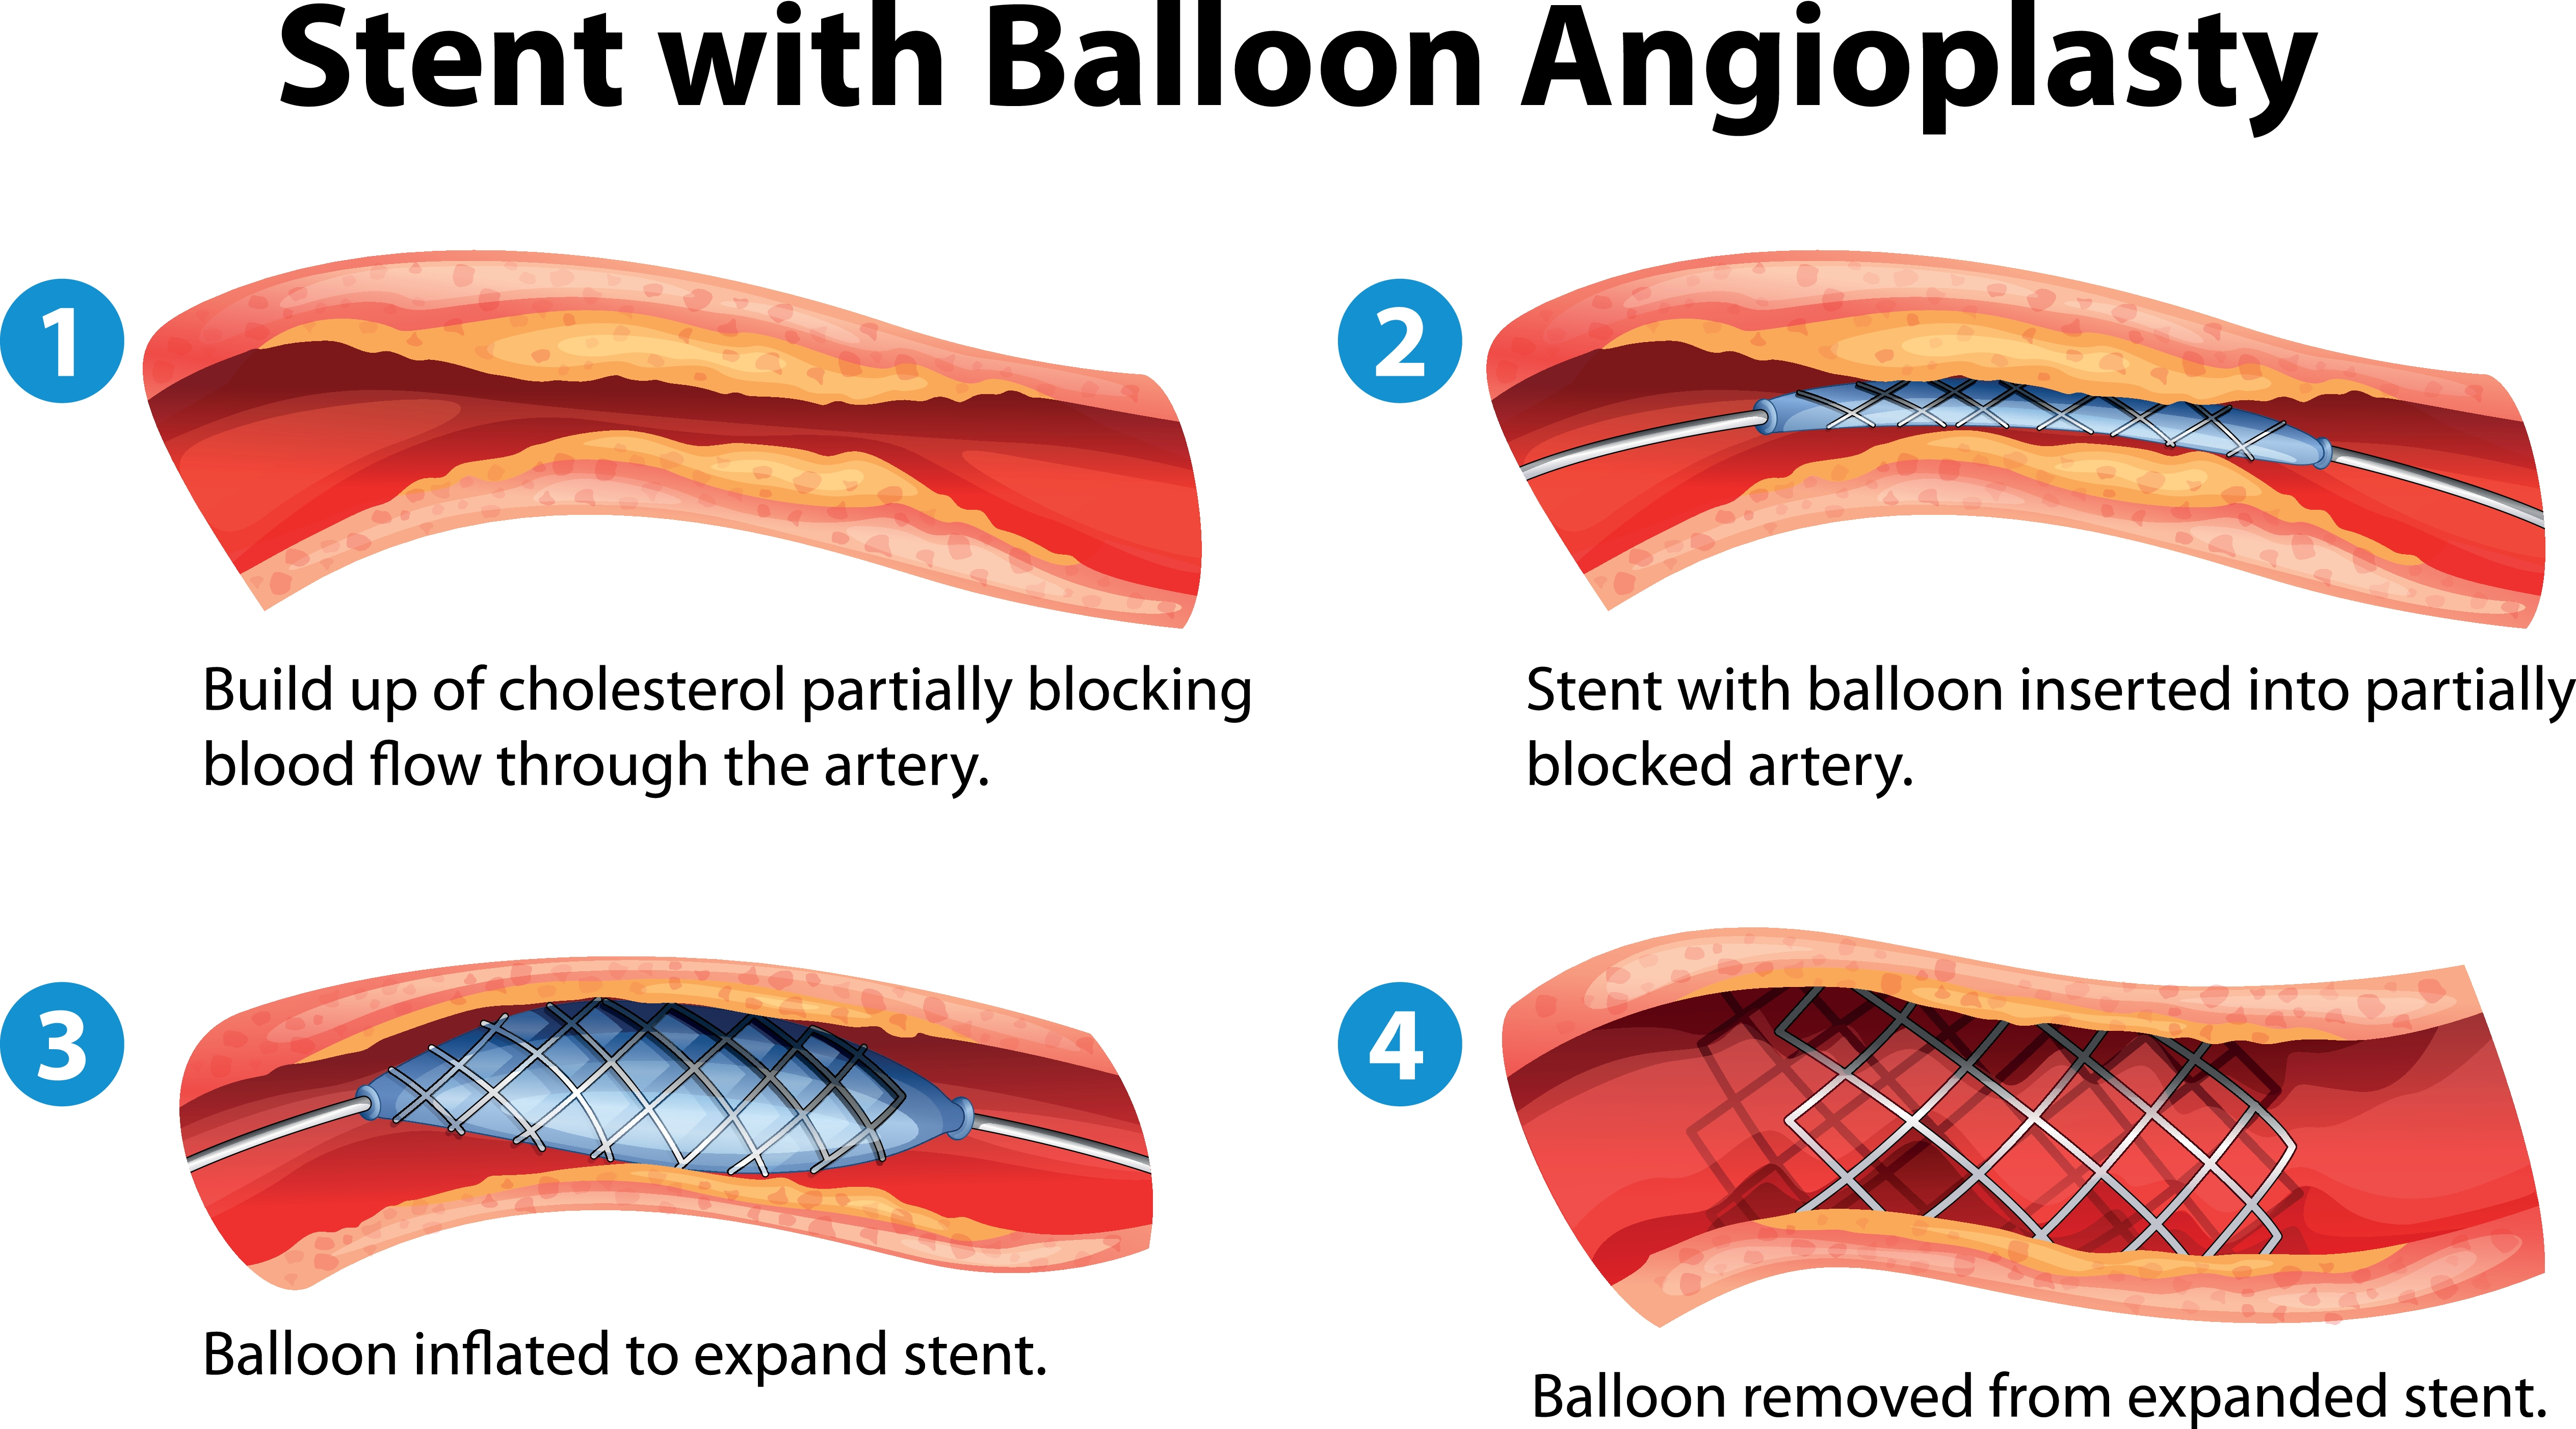 Stent with Balloon Angioplasty
1
Build up of cholesterol partially blocking
blood flow through the artery.
2
Stent with balloon inserted into partially
blocked artery.
3
Balloon inflated to expand stent.
4
Balloon removed from expanded stent.